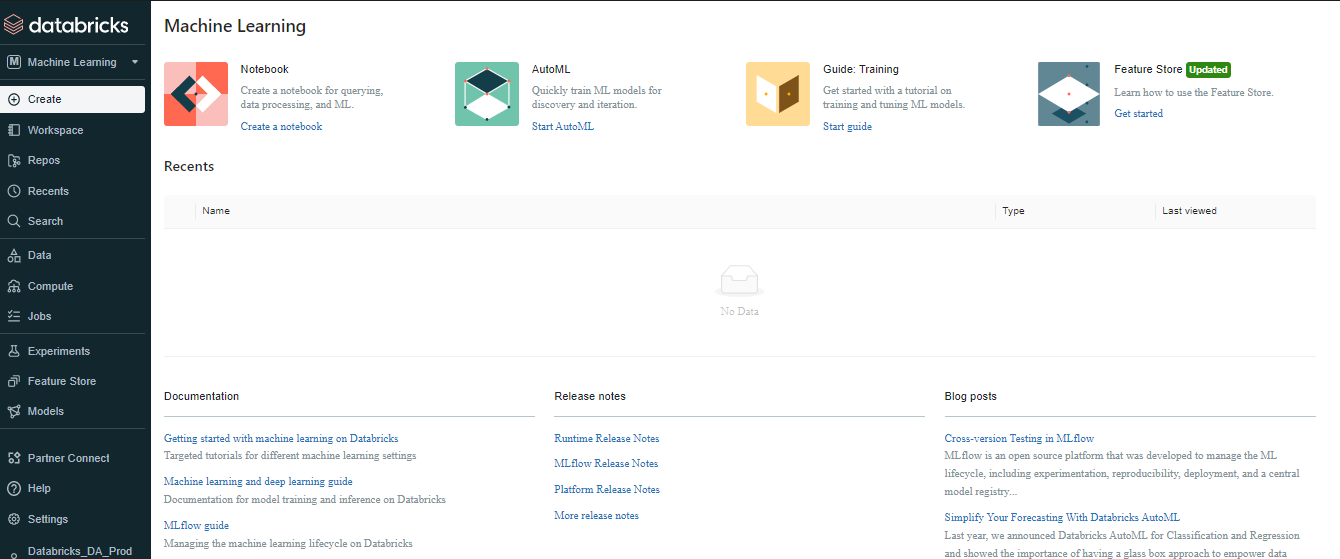 databricks
M Machine Learning
Create
Workspace
Repos
Recents
Search
Data
Compute
Jobs
Experiments
Feature Store
Models
Partner Connect
Help
Settings
Databricks_DA_Prod
Machine Learning
Notebook
Create a notebook for querying,
data processing, and ML.
Create a notebook
AutoML
Quickly train ML models for
discovery and iteration.
Start AutoML
Guide: Training
Get started with a tutorial on
training and tuning ML models.
Start guide
Feature Store Updated
Learn how to use the Feature Store.
Get started
Recents
Name Type Last viewed
No Data
Documentation
Getting started with machine learning on Databricks
Targeted tutorials for different machine learning settings
Machine learning and deep learning guide
Documentation for model training and inference on Databricks
MLflow guide
Managing the machine learning lifecycle on Databricks
Release notes
Runtime Release Notes
MLflow Release Notes
Platform Release Notes
More release notes
Blog posts
Cross-version Testing in MLflow
MLflow is an open source platform that was developed to manage the ML
lifecycle, including experimentation, reproducibility, deployment, and a central
model registry...
Simplify Your Forecasting With Databricks AutoML
Last year, we announced Databricks AutoML for Classification and Regression
and showed the importance of having a glass box approach to empower data